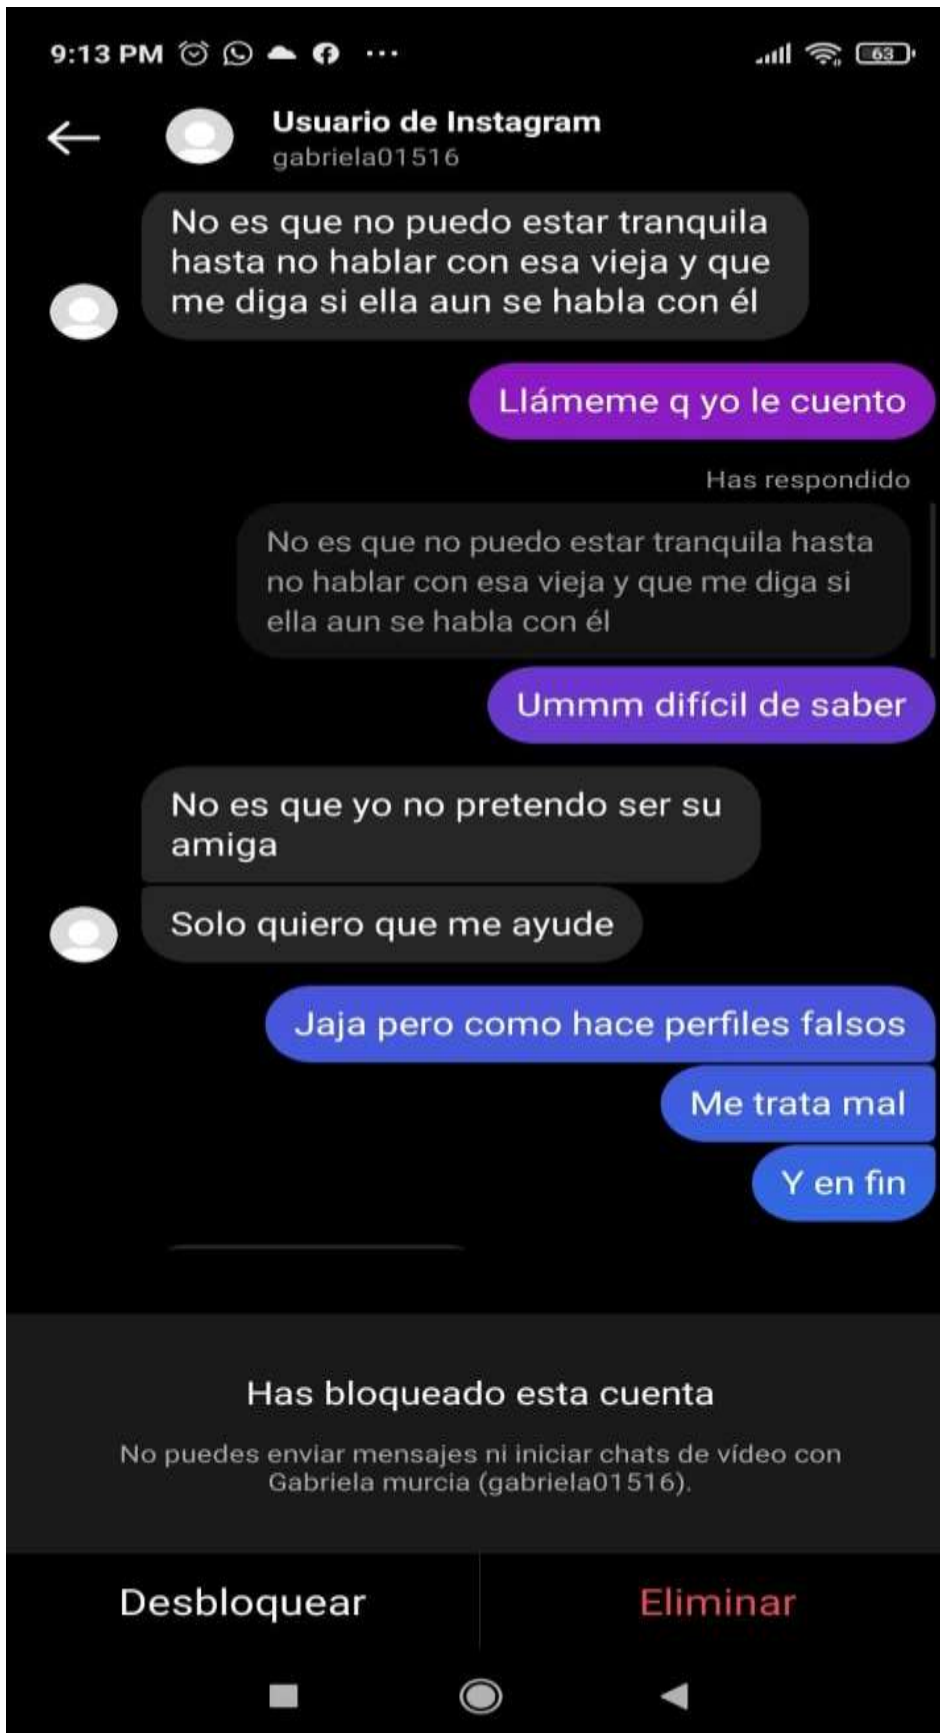 9:13 PM
63
Usuario de Instagram
gabriela01516
No es que no puedo estar tranquila
hasta no hablar con esa vieja y que
me diga si ella aun se habla con él
Llámeme q yo le cuento
Has respondido
No es que no puedo estar tranquila hasta
no hablar con esa vieja y que me diga si
ella aun se habla con él
Ummm difícil de saber
No es que yo no pretendo ser su
amiga
Solo quiero que me ayude
Jaja pero como hace perfiles falsos
Me trata mal
Y en fin
Has bloqueado esta cuenta
No puedes enviar mensajes ni iniciar chats de vídeo con
Gabriela murcia (gabriela01516).
Desbloquear
Eliminar